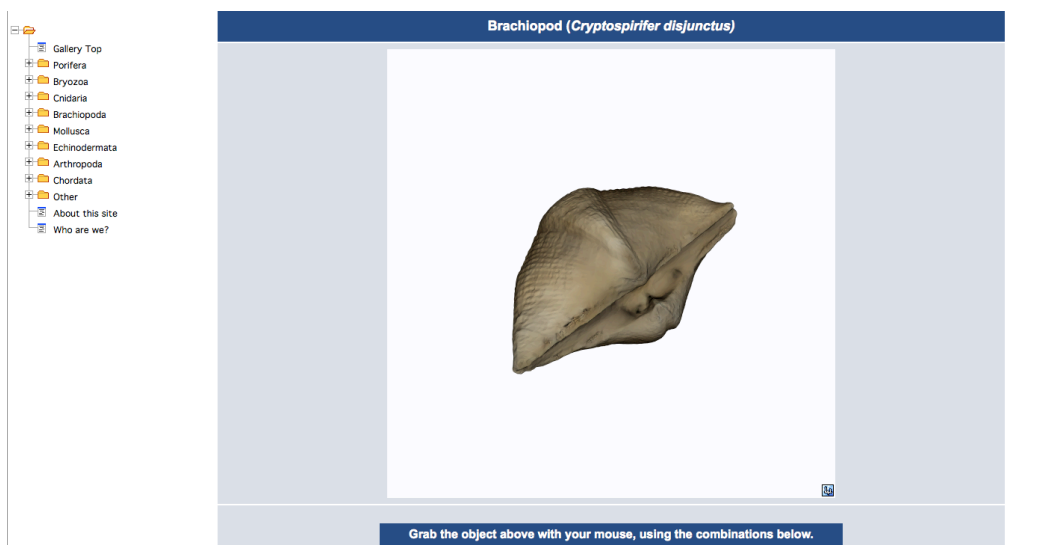 Gallery Top
Porifera
Bryozoa
Cnidaria
Brachiopoda
Mollusca
Echinodermata
Arthropoda
Chordata
Other
About this site
Who are we?
Brachiopod (Cryptospirifer disjunctus)
Grab the object above with your mouse, using the combinations below.